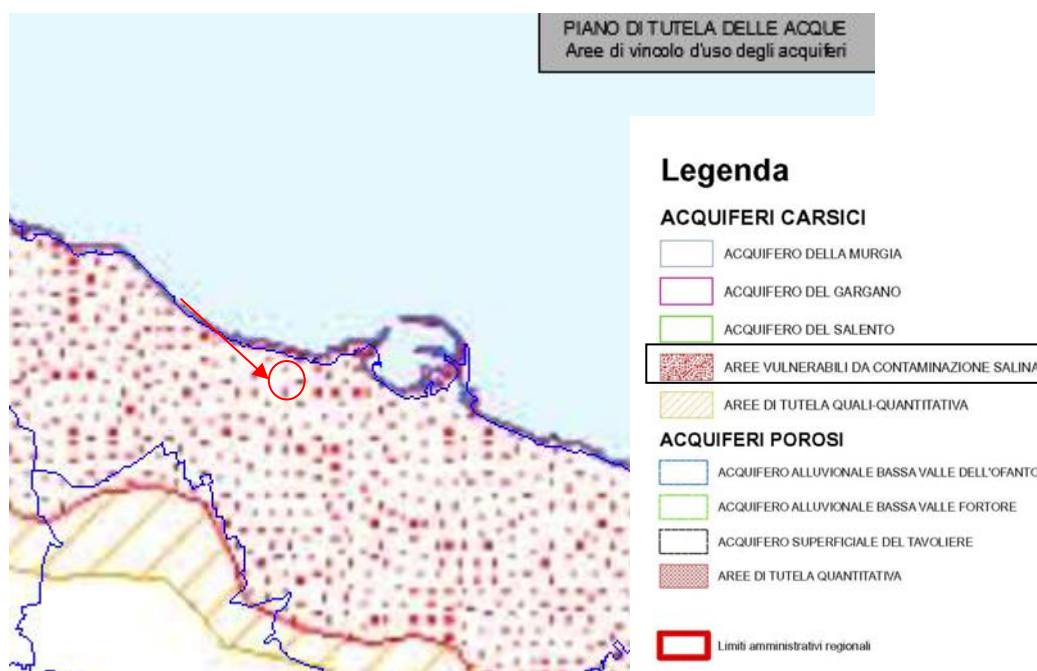 PIANO DI TUTELA DELLE ACQUE
Aree di vincolo d'uso degli acquiferi
Legenda
ACQUIFERI CARSICI
ACQUIFERO DELLA MURGIA
ACQUIFERO DEL GARGANO
ACQUIFERO DEL SALENTO
AREE VULNERABILI DA CONTAMINAZIONE SALINA
AREE DI TUTELA QUALI-QUANTITATIVA
ACQUIFERI POROSI
ACQUIFERO ALLUVIONALE BASSA VALLE DELL'OFANTO
ACQUIFERO ALLUVIONALE BASSA VALLE FORTORE
ACQUIFERO SUPERFICIALE DEL TAVOLIERE
AREE DI TUTELA QUANTITATIVA
Limiti amministrativi regionali